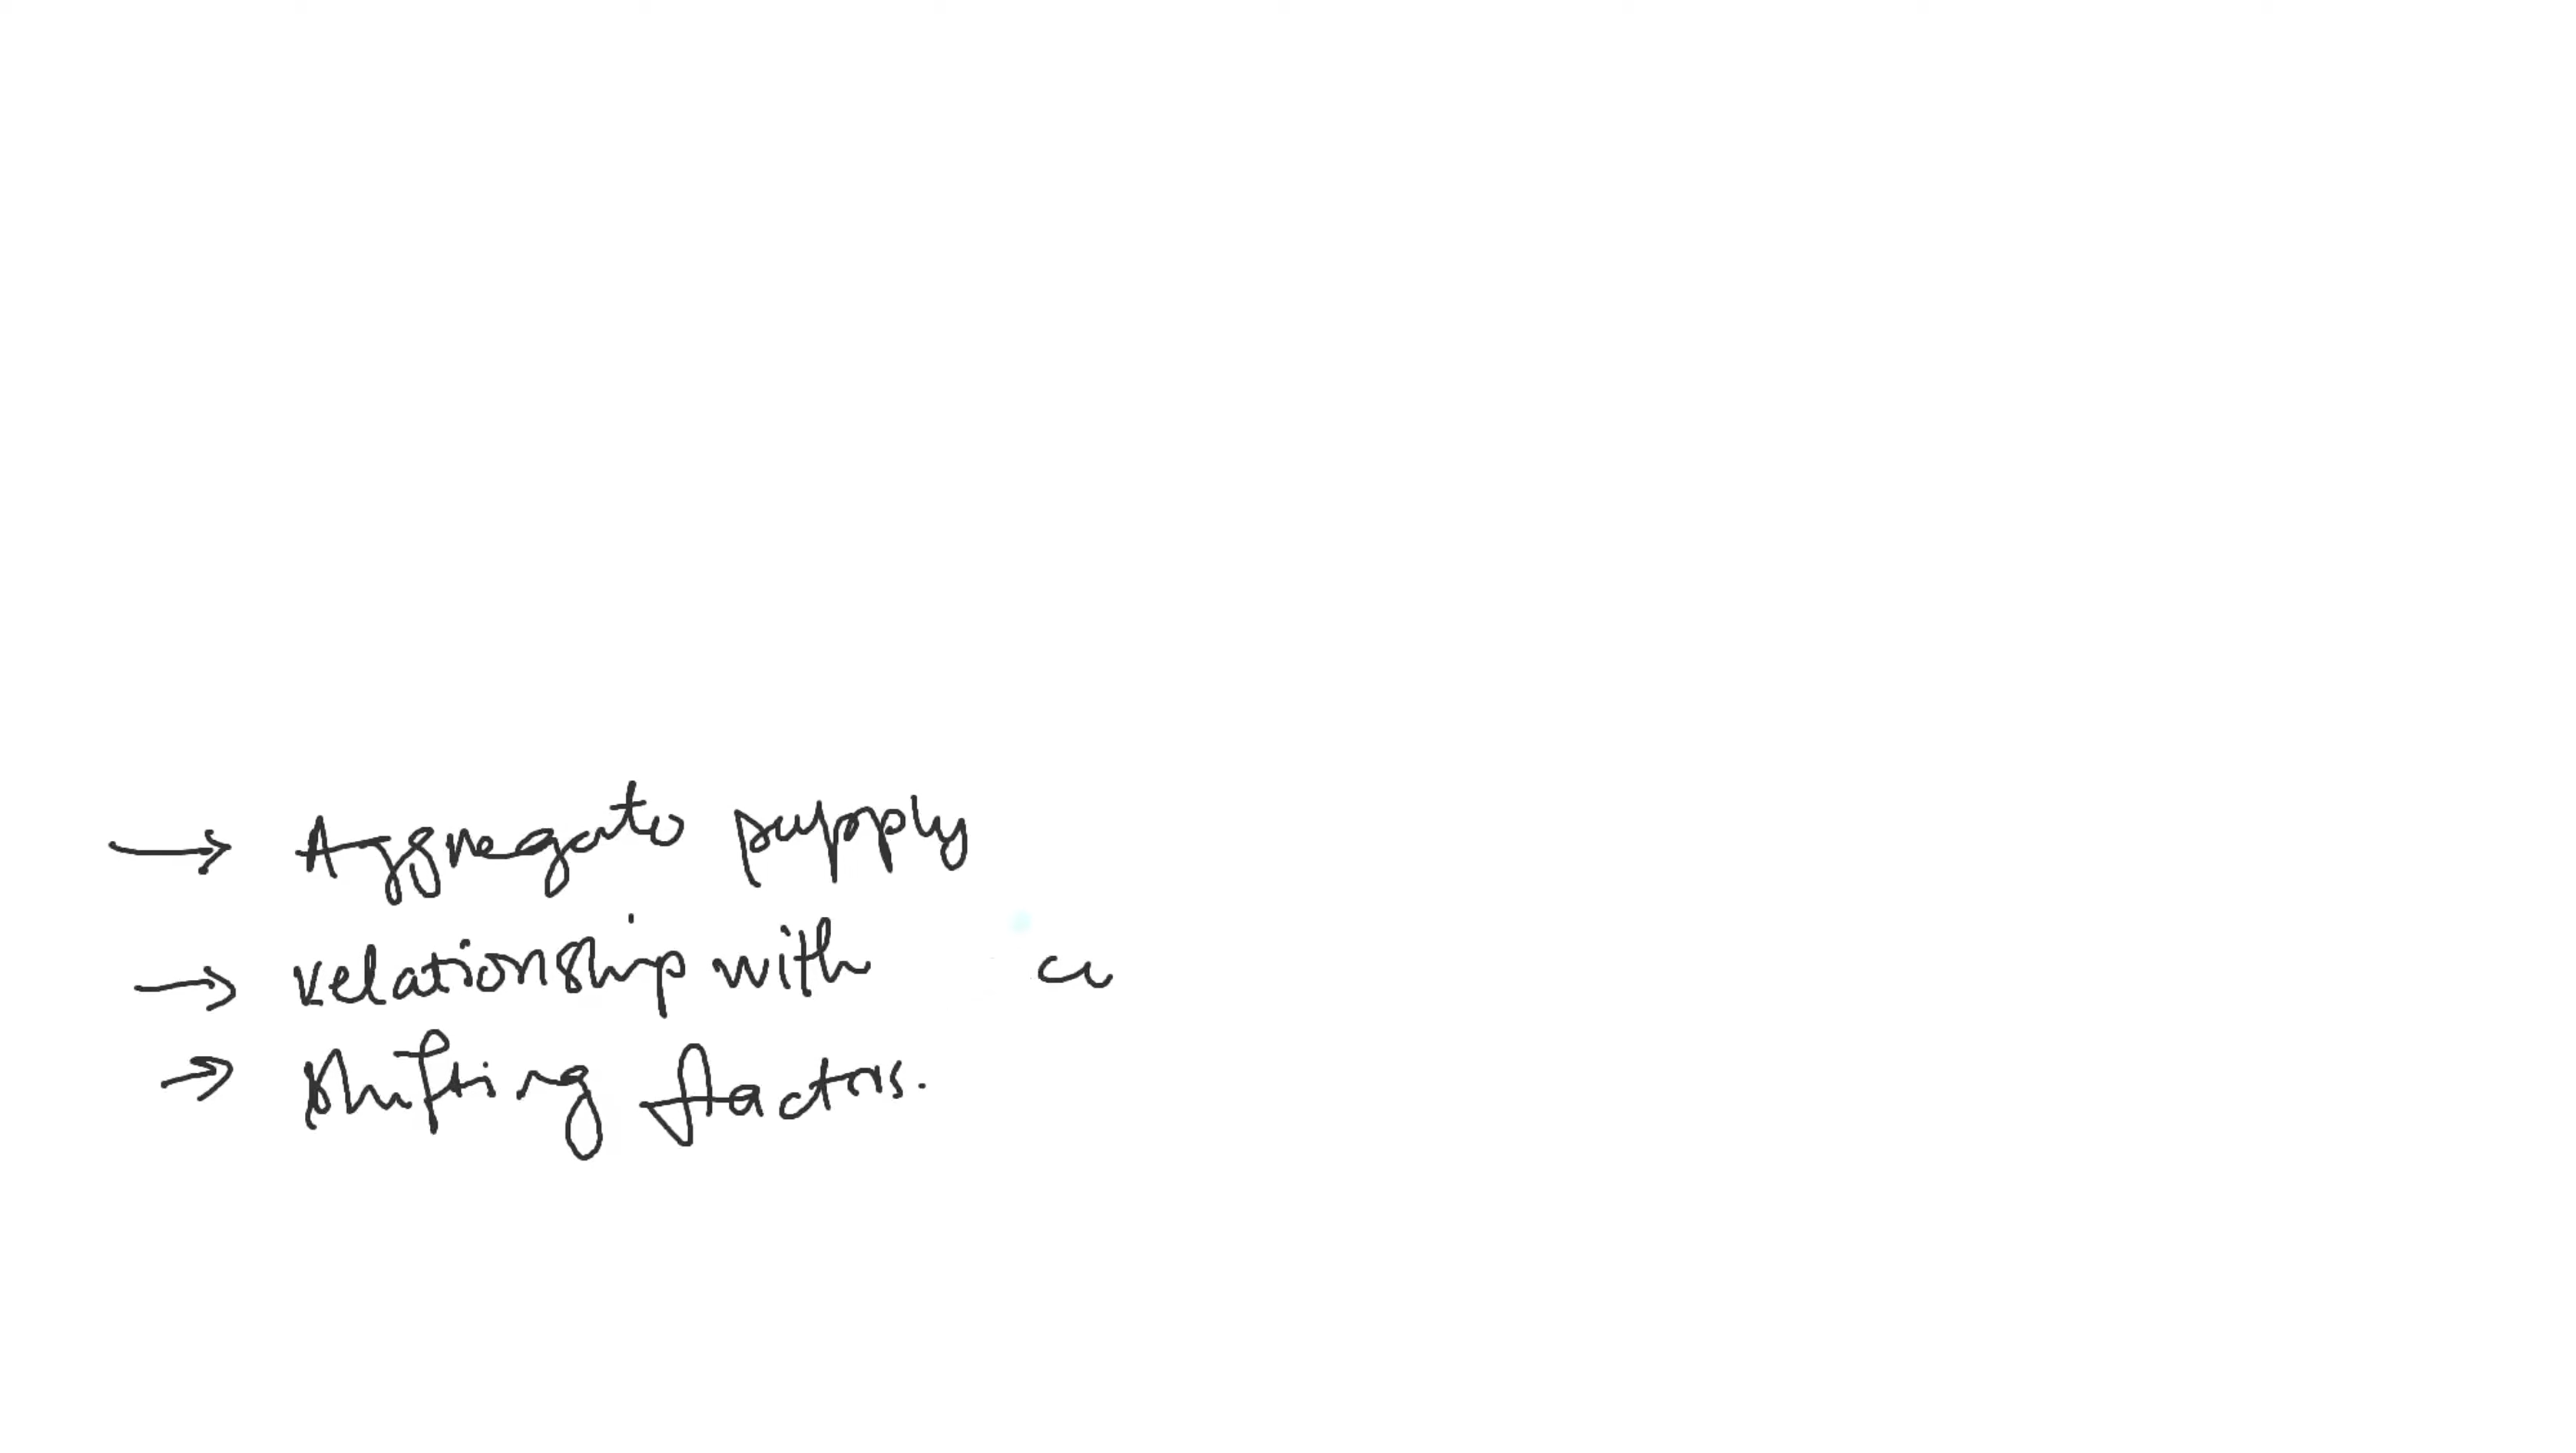 → Aggregate supply
→ relationship with
→ shifting factors.